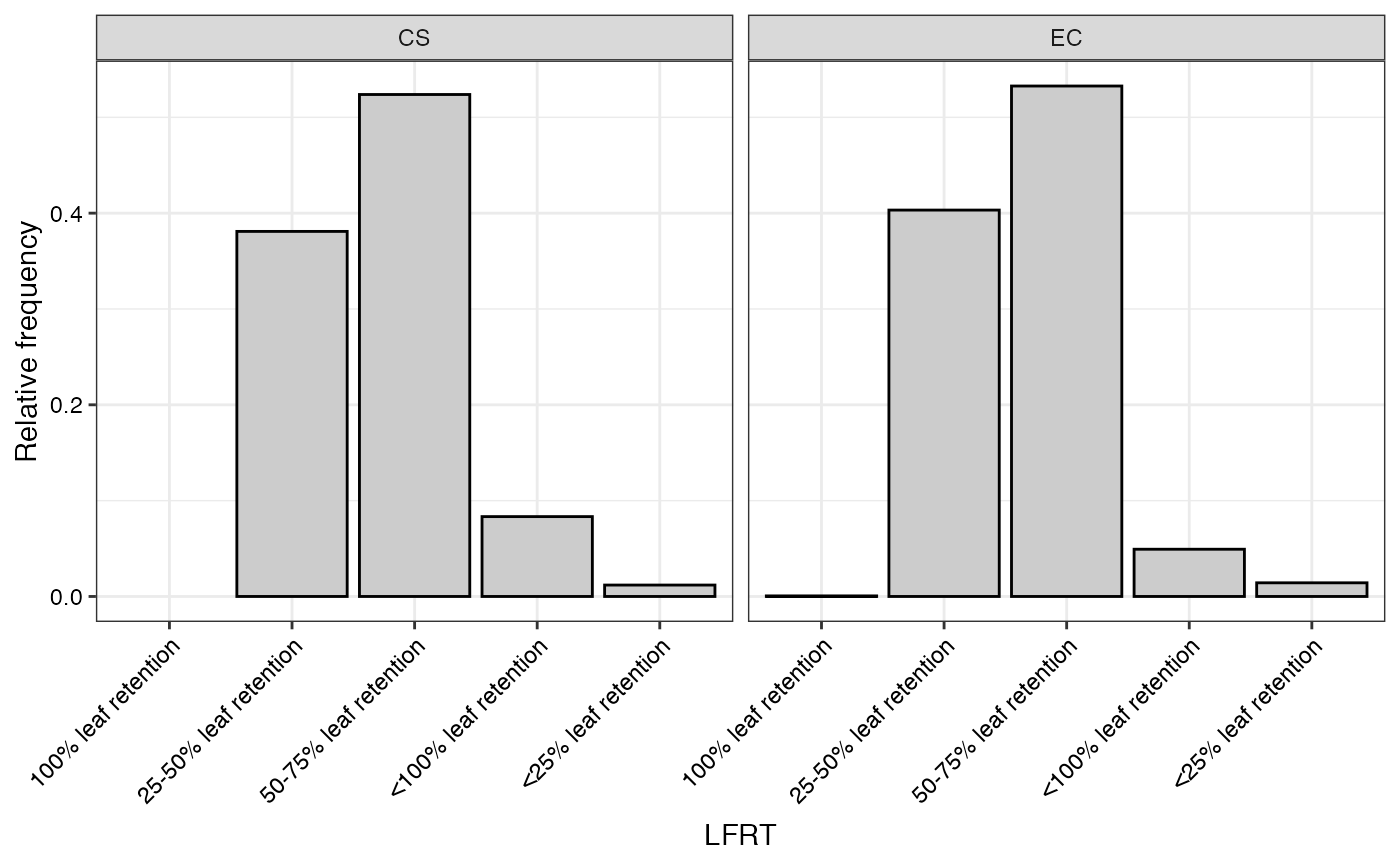 CS
EC
Relative frequency
0.4
0.2
0.0
100% leaf retention
25-50% leaf retention
50-75% leaf retention
<100% leaf retention
<25% leaf retention
100% leaf retention
25-50% leaf retention
50-75% leaf retention
<100% leaf retention
<25% leaf retention
LFRT